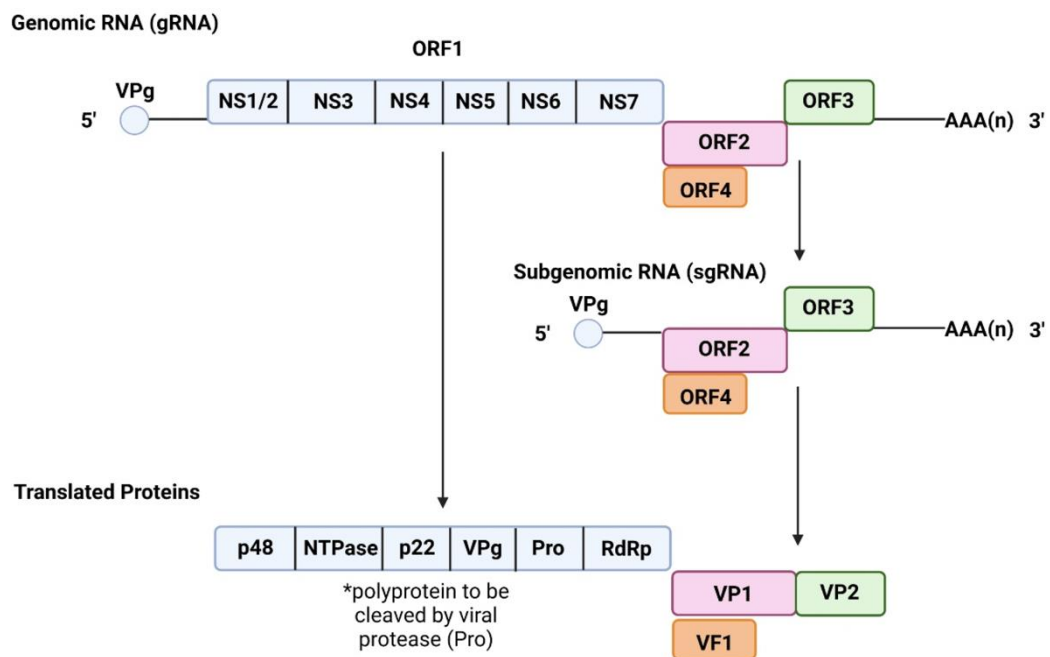 Genomic RNA (gRNA)
ORF1
VPg
5'
NS1/2 NS3 NS4 NS5 NS6 NS7
ORF3
AAA(n) 3'
ORF2
ORF4
Subgenomic RNA (sgRNA)
VPg
5'
ORF3
AAA(n) 3'
ORF2
ORF4
Translated Proteins
p48 NTPase p22 VPg Pro RdRp
*polyprotein to be
cleaved by viral
protease (Pro)
VP1 VP2
VF1